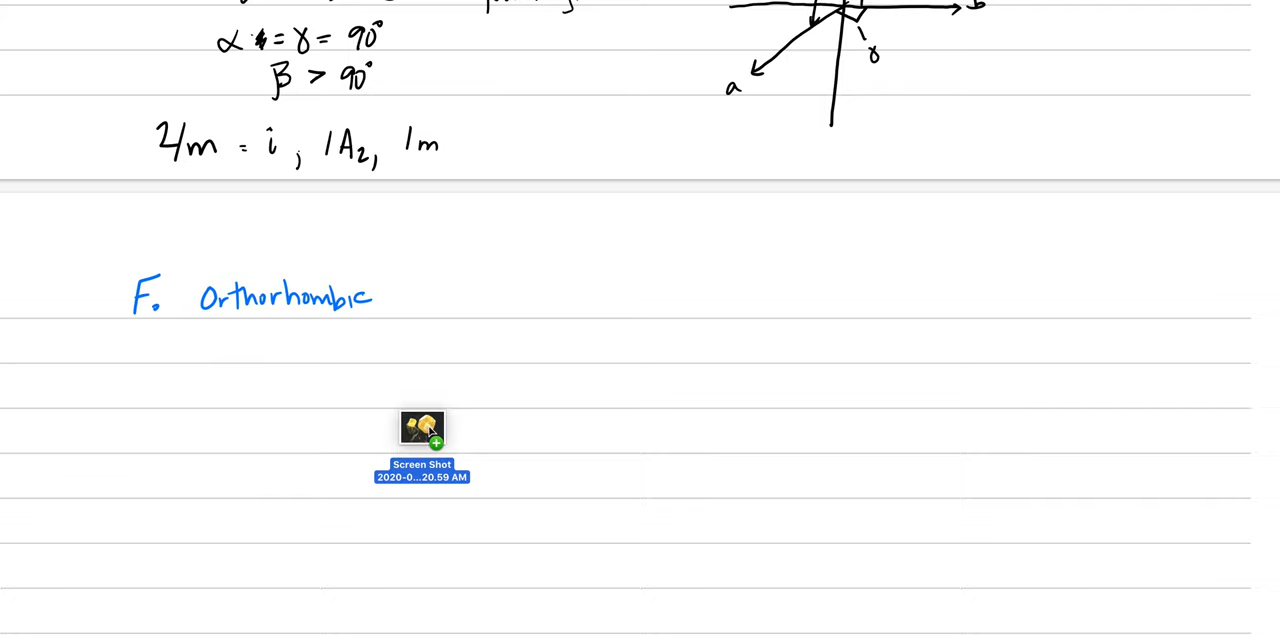 α = γ = 90°
β > 90°
a
γ
b
2/m = i, 1A₂, 1m
F. Orthorhombic
Screen Shot
2020-0...20.59 AM